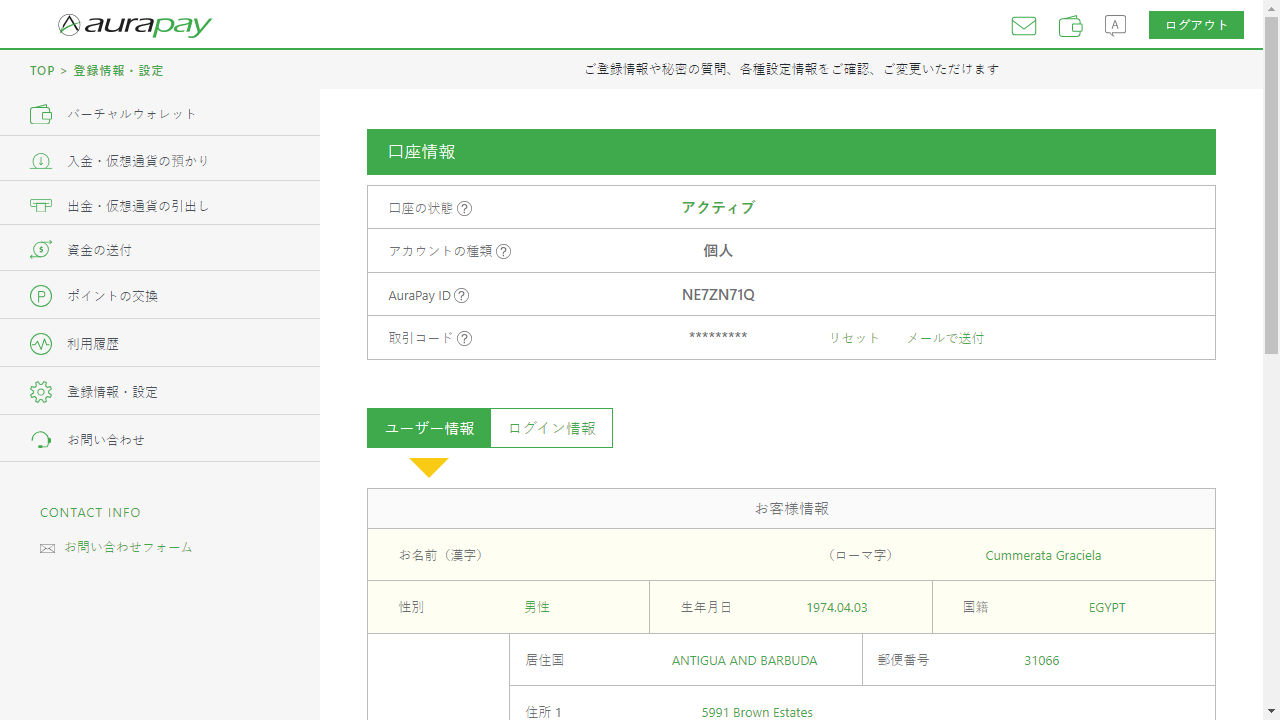 aurapay
A
ログアウト
TOP > 登録情報・設定
ご登録情報や秘密の質問、各種設定情報をご確認、ご変更いただけます
バーチャルウォレット
入金・仮想通貨の預かり
出金・仮想通貨の引出し
資金の送付
ポイントの交換
利用履歴
登録情報・設定
お問い合わせ
CONTACT INFO
お問い合わせフォーム
口座情報
口座の状態 ? アクティブ
アカウントの種類 ? 個人
AuraPay ID ? NE7ZN71Q
取引コード ? ********* リセット メールで送付
ユーザー情報 ログイン情報
お客様情報
お名前（漢字） （ローマ字） Cummerata Graciela
性別 男性 生年月日 1974.04.03 国籍 EGYPT
居住国 ANTIGUA AND BARBUDA 郵便番号 31066
住所 1 5991 Brown Estates